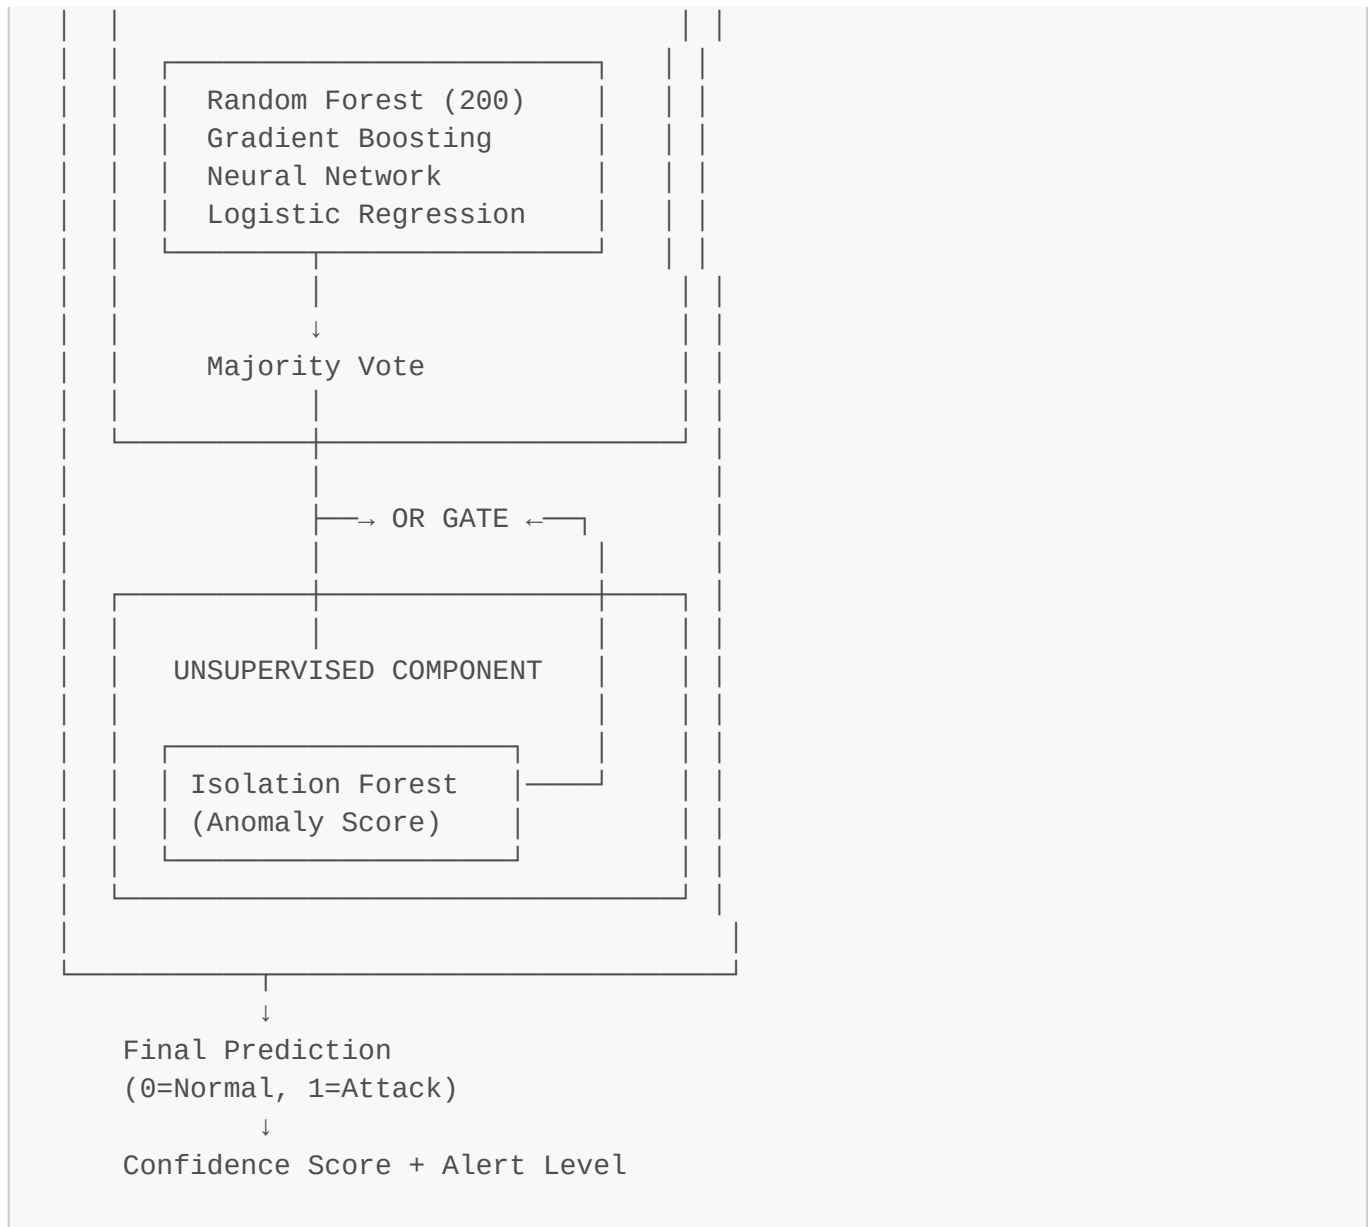 Random Forest (200)
Gradient Boosting
Neural Network
Logistic Regression
↓
Majority Vote
→ OR GATE ←
UNSUPERVISED COMPONENT
Isolation Forest
(Anomaly Score)
↓
Final Prediction
(0=Normal, 1=Attack)
↓
Confidence Score + Alert Level